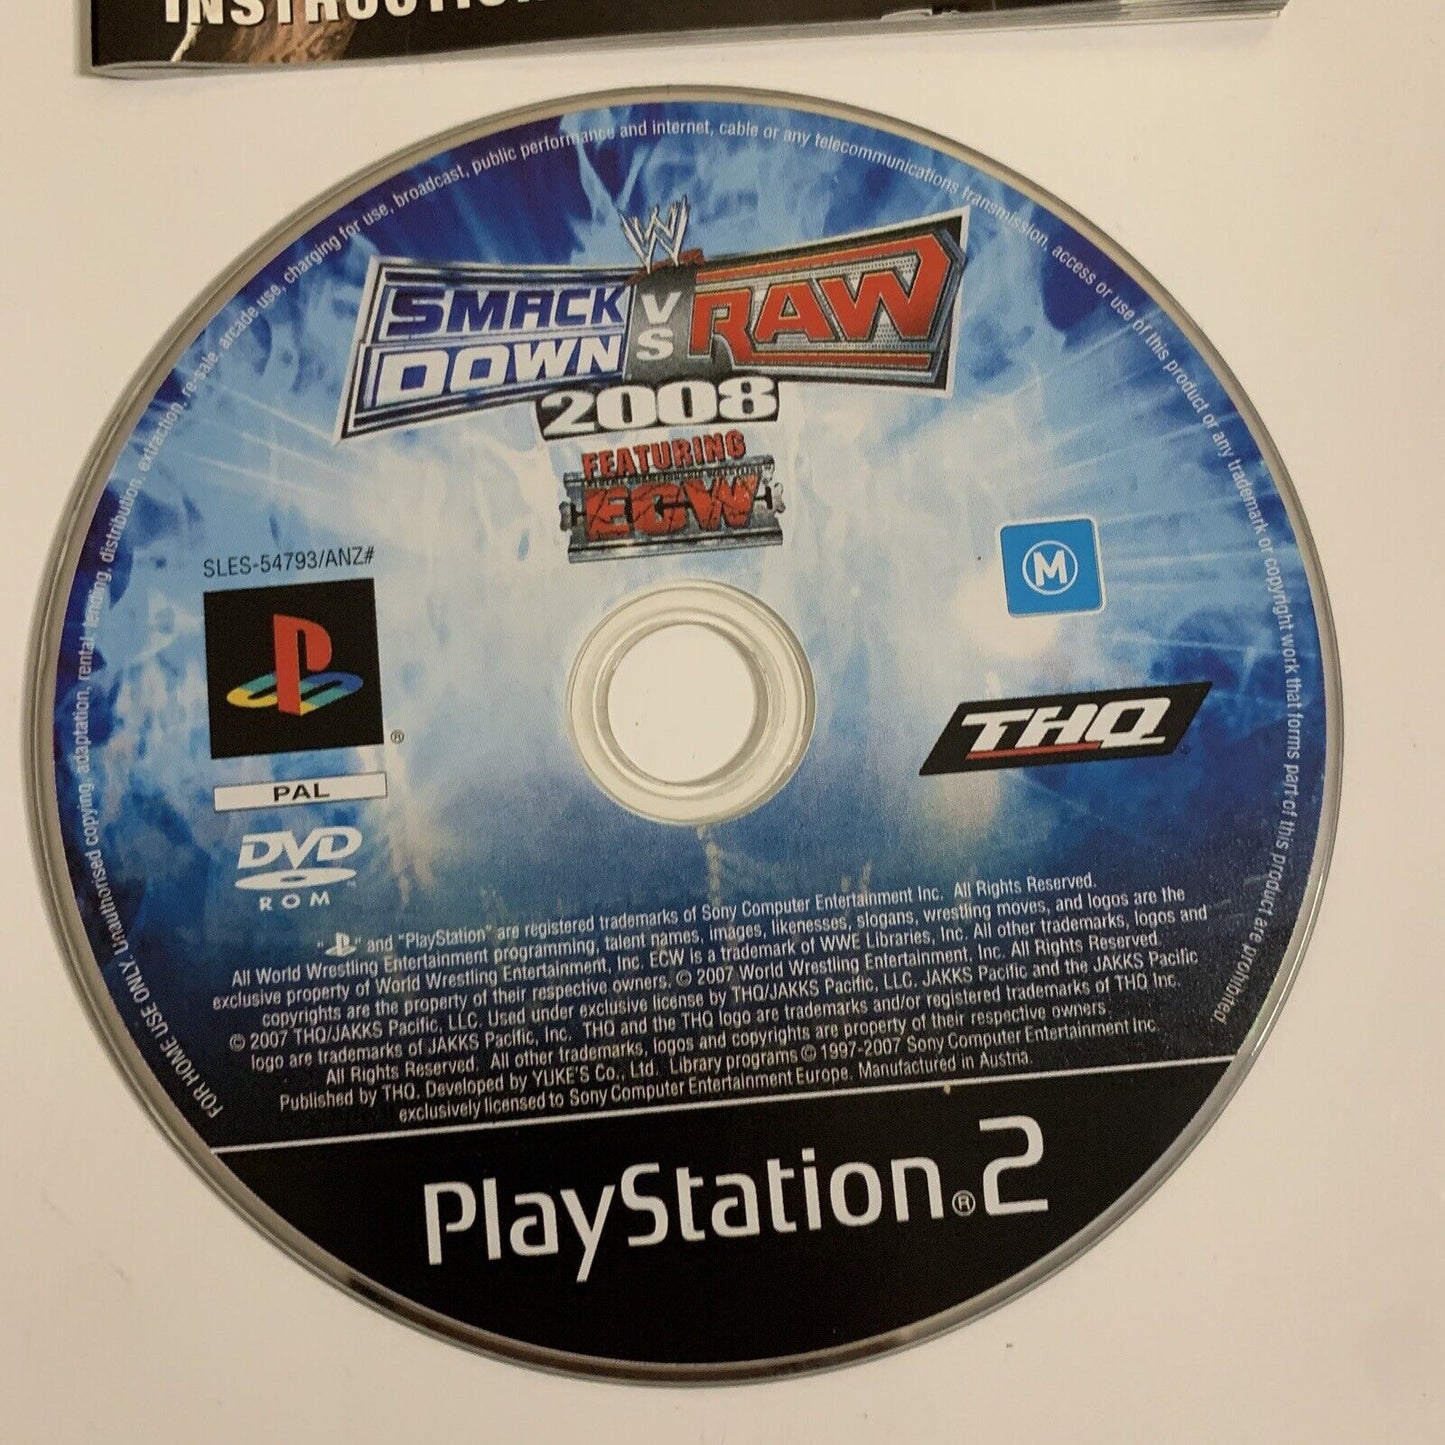 INSTRUCTION
FOR HOME USE ONLY. Unauthorised copying, adaptation, rental, lending, distribution, extraction, re-sale, arcade use, charging for use, broadcast, public performance and internet, cable or any telecommunications transmission, access or use of this product or any trademark or copyright work that forms part of this product are prohibited.
W
SMACK DOWN
VS
RAW
2008
FEATURING
EXTREME CHAMPIONSHIP WRESTLING
ECW
SLES-54793/ANZ#
M
THQ
®
PAL
DVD
ROM
" " and "PlayStation" are registered trademarks of Sony Computer Entertainment Inc. All Rights Reserved.
All World Wrestling Entertainment programming, talent names, images, likenesses, slogans, wrestling moves, and logos are the
exclusive property of World Wrestling Entertainment, Inc. ECW is a trademark of WWE Libraries, Inc. All other trademarks, logos and
copyrights are the property of their respective owners. © 2007 World Wrestling Entertainment, Inc. All Rights Reserved.
© 2007 THQ/JAKKS Pacific, LLC. Used under exclusive license by THQ/JAKKS Pacific, LLC. JAKKS Pacific and the JAKKS Pacific
logo are trademarks of JAKKS Pacific, Inc. THQ and the THQ logo are trademarks and/or registered trademarks of THQ Inc.
All Rights Reserved. All other trademarks, logos and copyrights are property of their respective owners.
Published by THQ. Developed by YUKE'S Co., Ltd. Library programs © 1997-2007 Sony Computer Entertainment Inc.
exclusively licensed to Sony Computer Entertainment Europe. Manufactured in Austria.
PlayStation®2